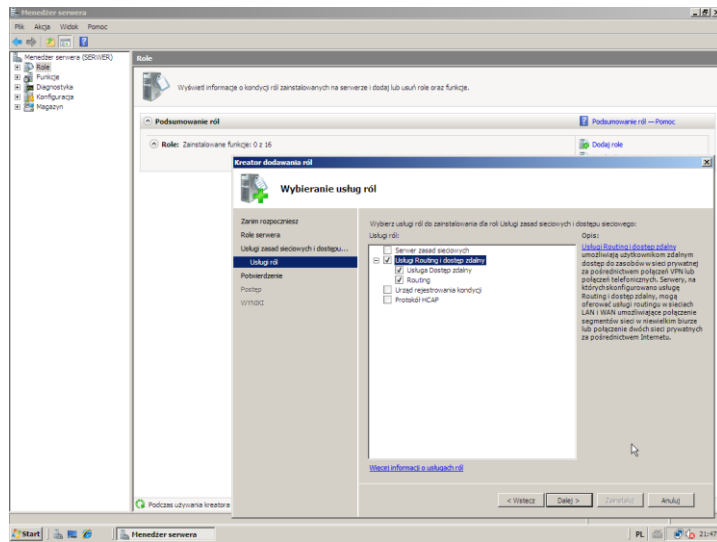 Menedżer serwera
Plik Akcja Widok Pomoc
Menedżer serwera (SERWER)
Role
Funkcje
Diagnostyka
Konfiguracja
Magazyn
Role
Wyświetl informacje o kondycji ról zainstalowanych na serwerze i dodaj lub usuń role oraz funkcje.
Podsumowanie ról
Podsumowanie ról — Pomoc
Role: Zainstalowane funkcje: 0 z 16
Dodaj role
Kreator dodawania ról
Wybieranie usług ról
Zanim rozpoczniesz
Role serwera
Usługi zasad sieciowych i dostępu...
Usługi ról
Potwierdzenie
Postęp
Wyniki
Wybierz usługi ról do zainstalowania dla roli Usługi zasad sieciowych i dostępu sieciowego:
Usługi ról:
Serwer zasad sieciowych
Usługi Routing i dostęp zdalny
Usługa Dostęp zdalny
Routing
Urząd rejestrowania kondycji
Protokół HCAP
Opis:
Usługi Routing i dostęp zdalny
umożliwiają użytkownikom zdalnym
dostęp do zasobów w sieci prywatnej
za pośrednictwem połączeń VPN lub
połączeń telefonicznych. Serwery, na
których skonfigurowano usługę
Routing i dostęp zdalny, mogą
oferować usługi routingu w sieciach
LAN i WAN umożliwiające połączenie
segmentów sieci w niewielkim biurze
lub połączenie dwóch sieci prywatnych
za pośrednictwem Internetu.
Więcej informacji o usługach ról
< Wstecz Dalej > Zainstaluj Anuluj
Podczas używania kreatora
Start Menedżer serwera PL 21:47